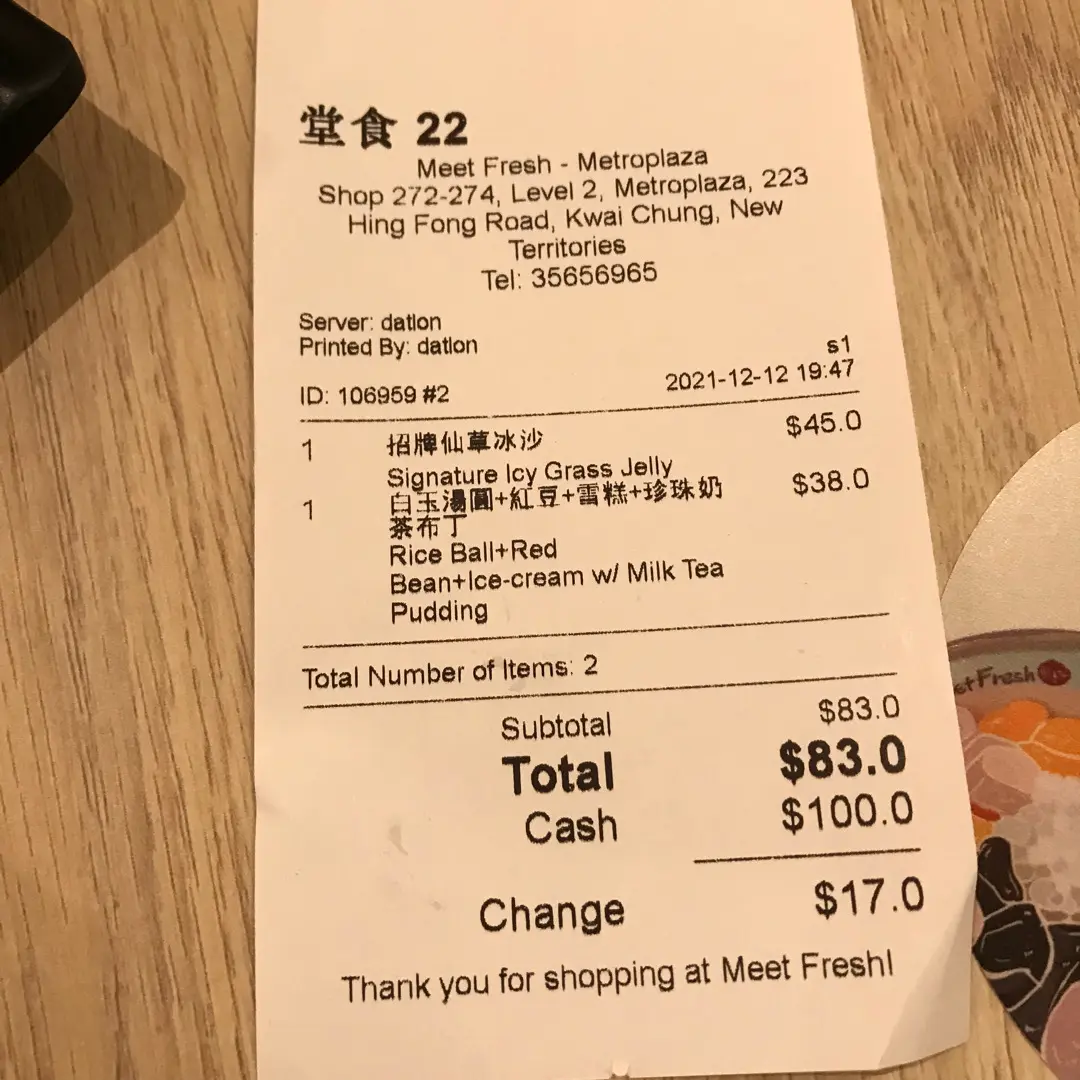 堂食 22
Meet Fresh - Metroplaza
Shop 272-274, Level 2, Metroplaza, 223
Hing Fong Road, Kwai Chung, New
Territories
Tel: 35656965
Server: dation
Printed By: dation
s1
ID: 106959 #2 2021-12-12 19:47
1 招牌仙草冰沙 $45.0
Signature Icy Grass Jelly
1 白玉湯圓+紅豆+雪糕+珍珠奶 $38.0
茶布丁
Rice Ball+Red
Bean+Ice-cream w/ Milk Tea
Pudding
Total Number of Items: 2
Subtotal $83.0
Total $83.0
Cash $100.0
Change $17.0
Thank you for shopping at Meet Fresh!
et Fresh